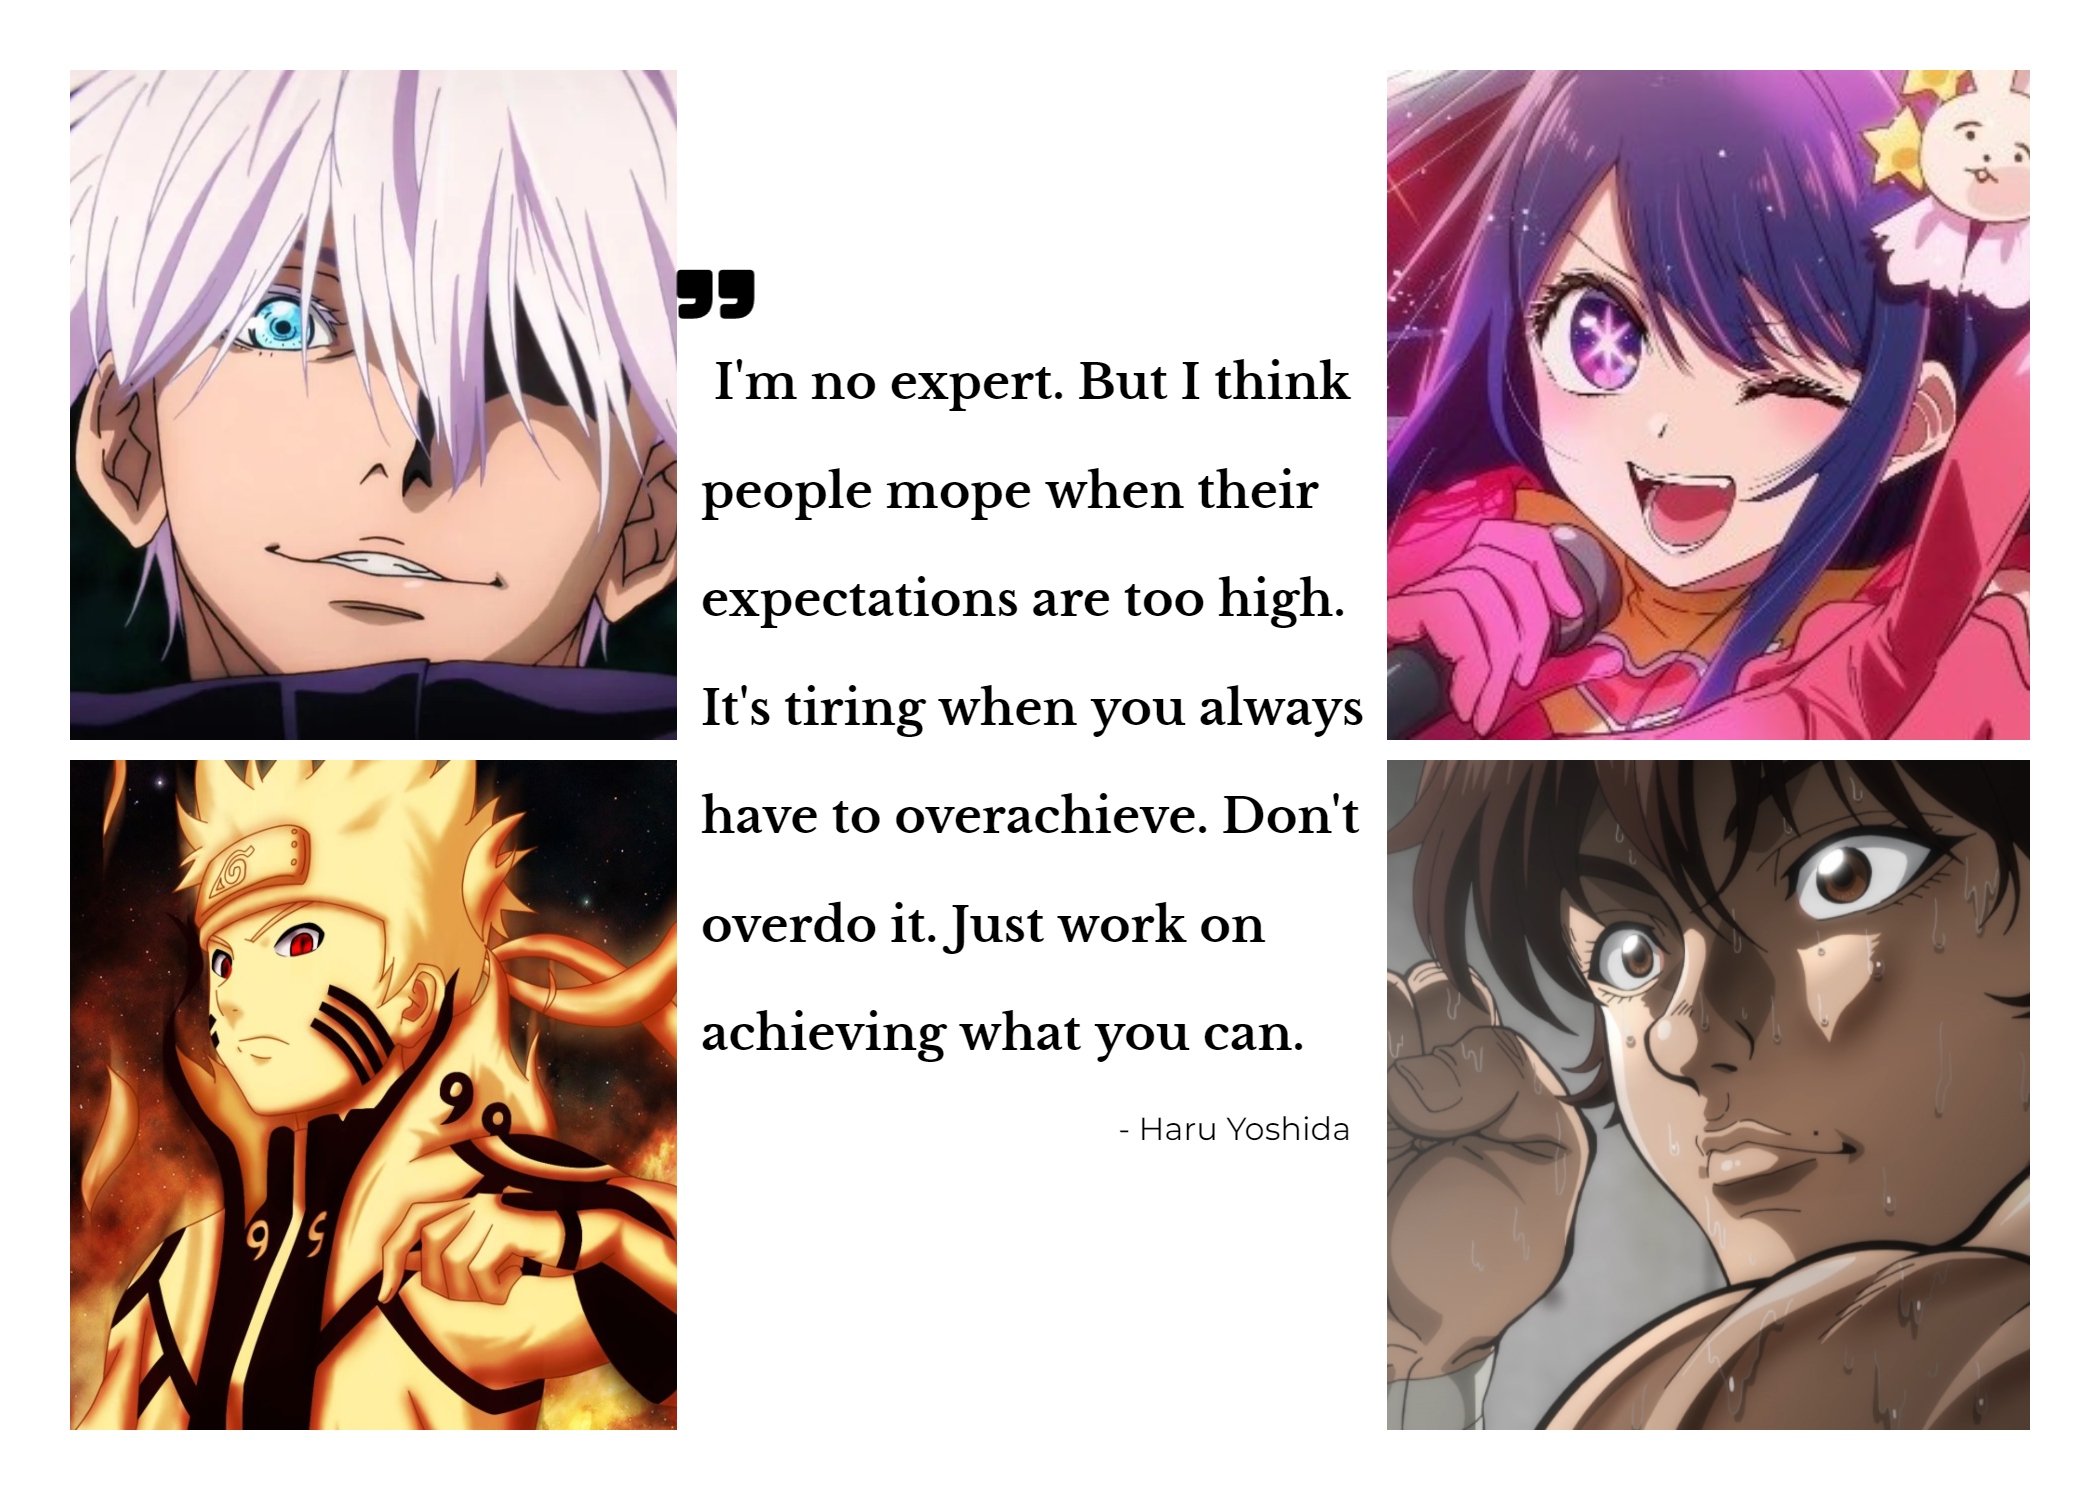 ”
I'm no expert. But I think
people mope when their
expectations are too high.
It's tiring when you always
have to overachieve. Don't
overdo it. Just work on
achieving what you can.
- Haru Yoshida